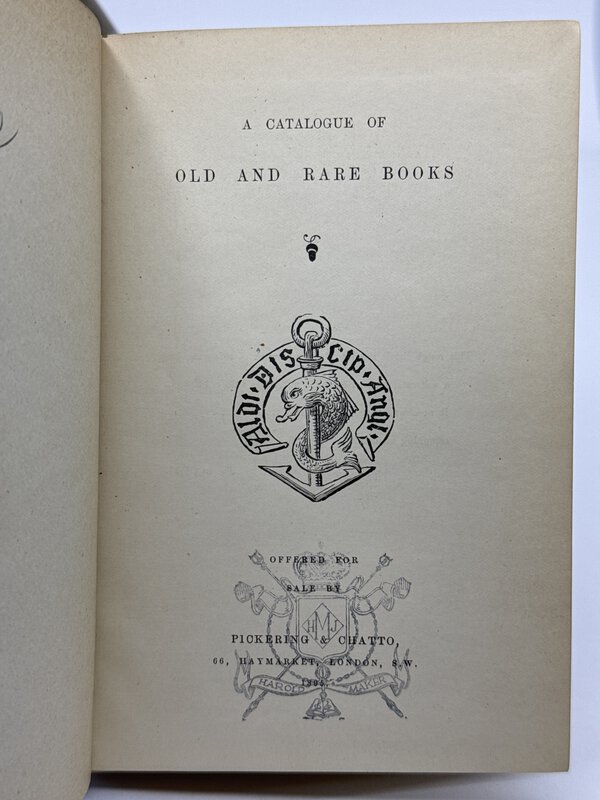 A CATALOGUE OF
OLD AND RARE BOOKS
Aldi · Dis cip · Angl ·
OFFERED FOR
SALE BY
PICKERING & CHATTO,
66, HAYMARKET, LONDON, S.W.
HMJ
HAROLD MAKER